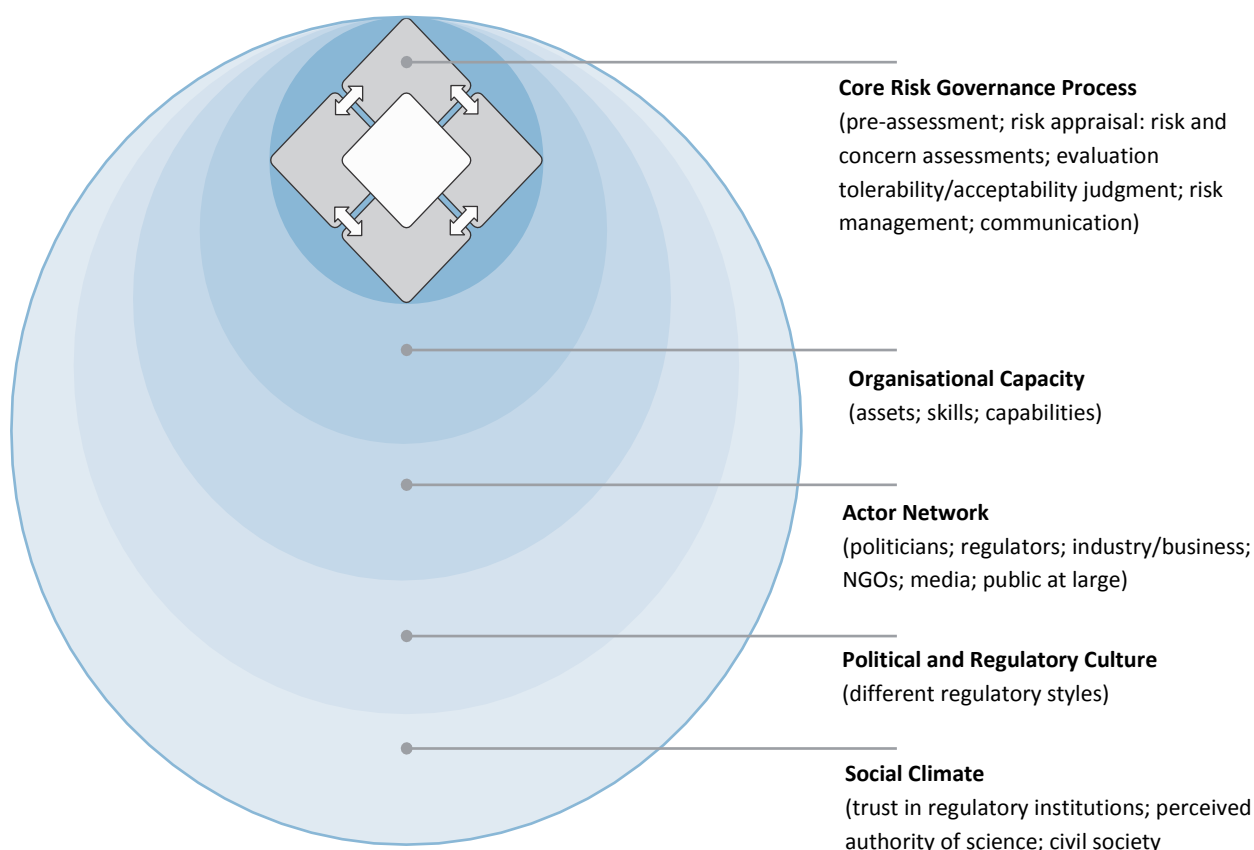 Core Risk Governance Process
(pre-assessment; risk appraisal: risk and
concern assessments; evaluation
tolerability/acceptability judgment; risk
management; communication)
Organisational Capacity
(assets; skills; capabilities)
Actor Network
(politicians; regulators; industry/business;
NGOs; media; public at large)
Political and Regulatory Culture
(different regulatory styles)
Social Climate
(trust in regulatory institutions; perceived
authority of science; civil society